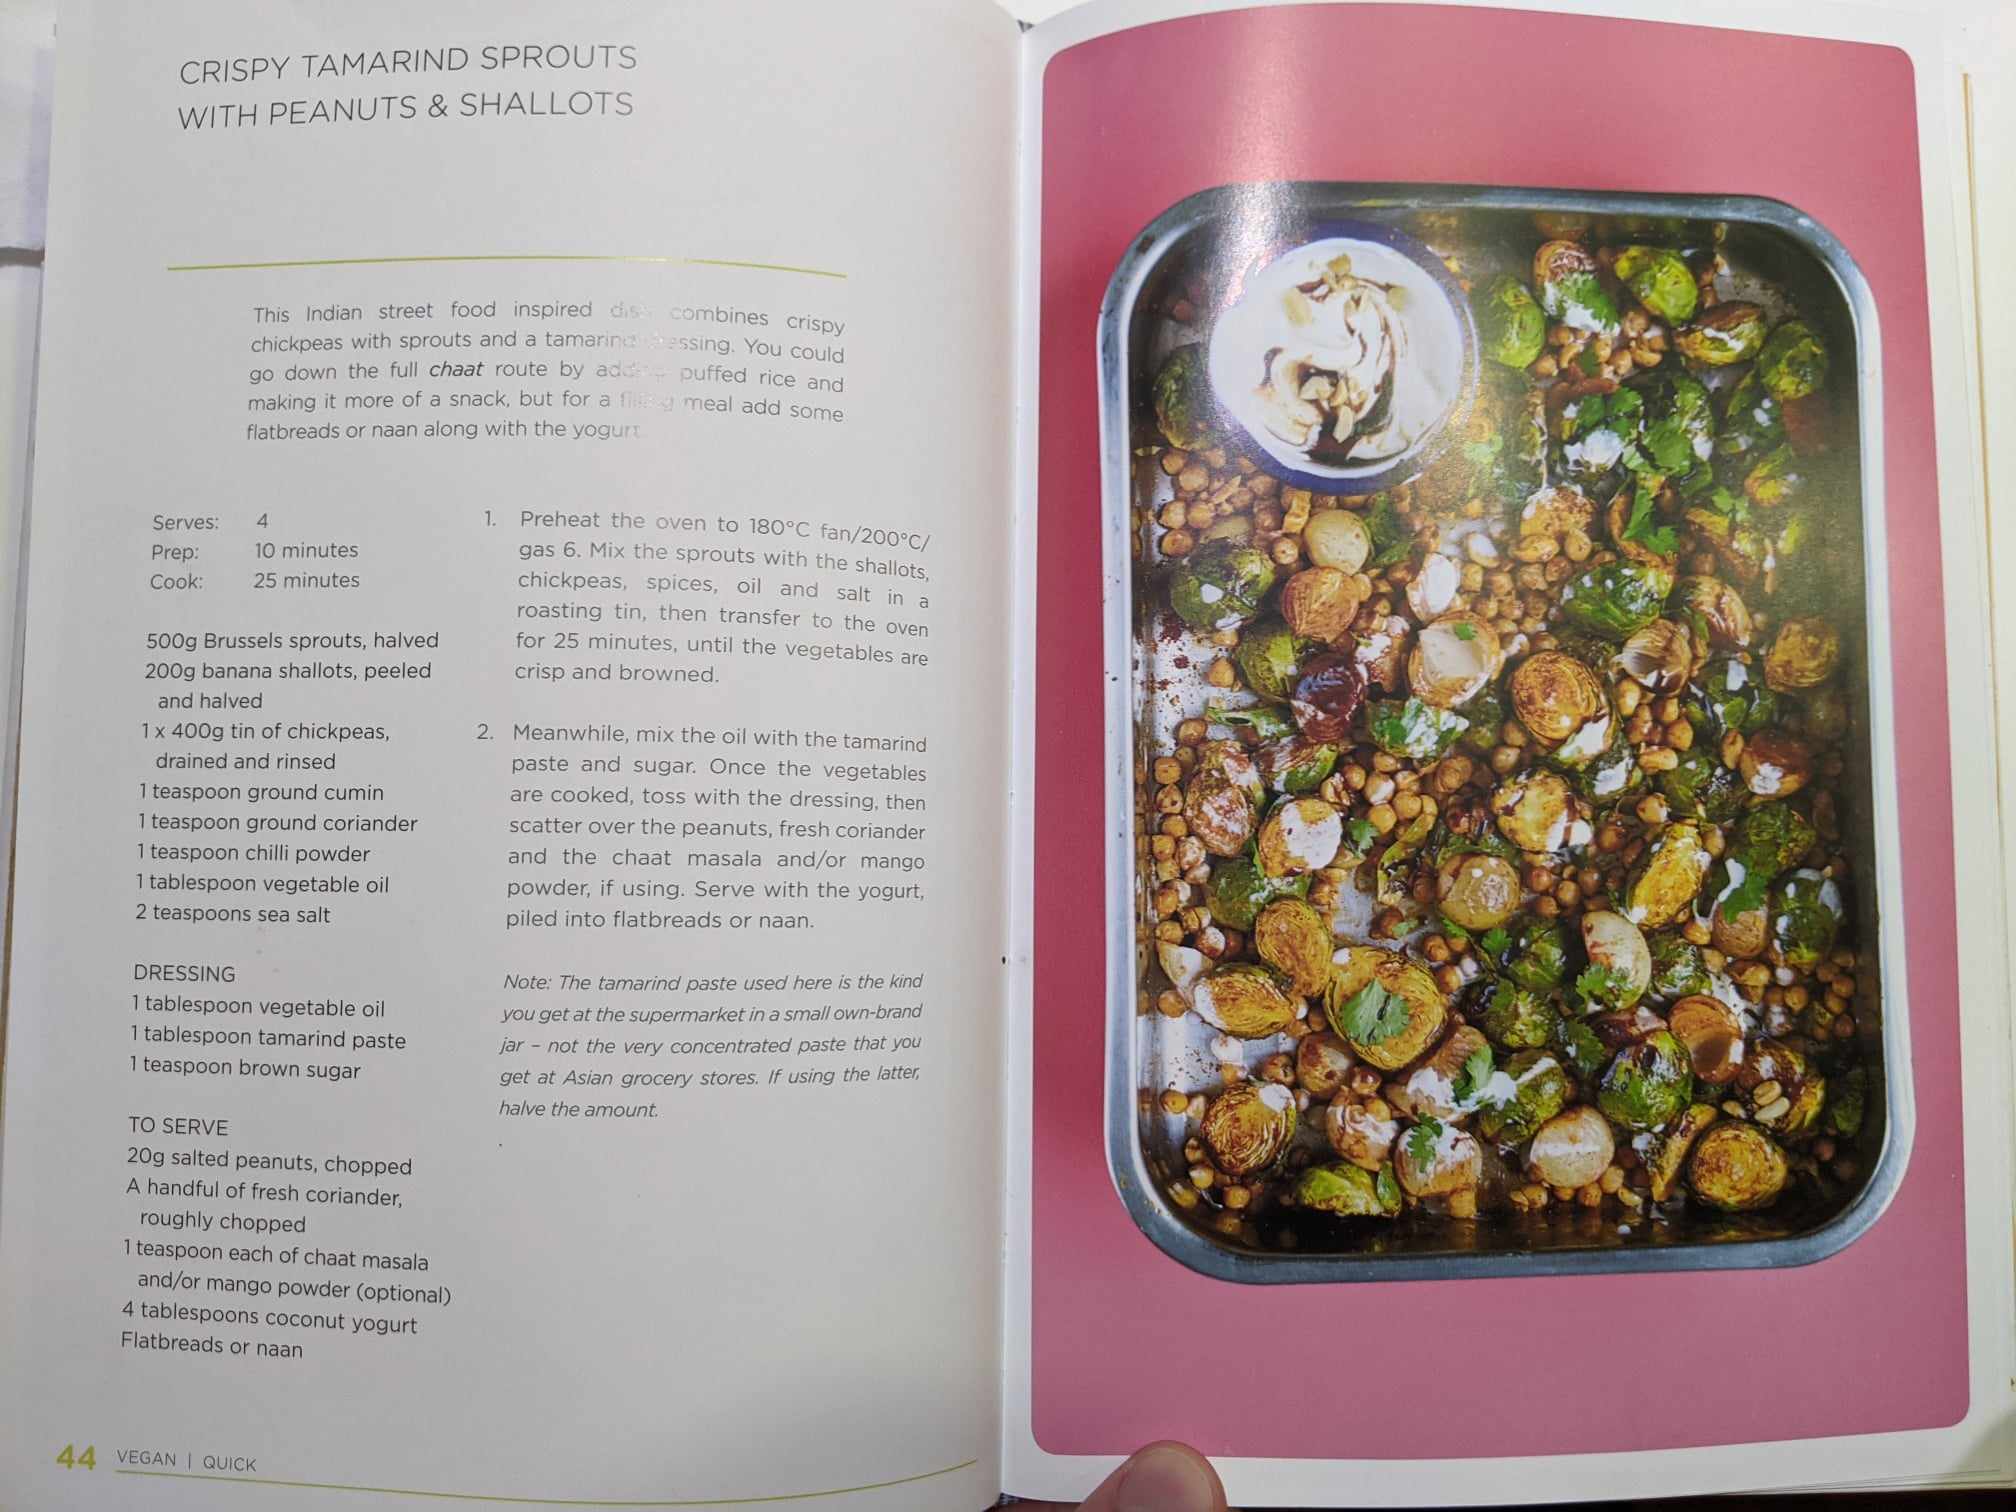 CRISPY TAMARIND SPROUTS
WITH PEANUTS & SHALLOTS
This Indian street food inspired dish combines crispy
chickpeas with sprouts and a tamarind dressing. You could
go down the full chaat route by adding puffed rice and
making it more of a snack, but for a filling meal add some
flatbreads or naan along with the yogurt.
Serves: 4
Prep: 10 minutes
Cook: 25 minutes
500g Brussels sprouts, halved
200g banana shallots, peeled
and halved
1 x 400g tin of chickpeas,
drained and rinsed
1 teaspoon ground cumin
1 teaspoon ground coriander
1 teaspoon chilli powder
1 tablespoon vegetable oil
2 teaspoons sea salt
DRESSING
1 tablespoon vegetable oil
1 tablespoon tamarind paste
1 teaspoon brown sugar
TO SERVE
20g salted peanuts, chopped
A handful of fresh coriander,
roughly chopped
1 teaspoon each of chaat masala
and/or mango powder (optional)
4 tablespoons coconut yogurt
Flatbreads or naan
1. Preheat the oven to 180°C fan/200°C/
gas 6. Mix the sprouts with the shallots,
chickpeas, spices, oil and salt in a
roasting tin, then transfer to the oven
for 25 minutes, until the vegetables are
crisp and browned.
2. Meanwhile, mix the oil with the tamarind
paste and sugar. Once the vegetables
are cooked, toss with the dressing, then
scatter over the peanuts, fresh coriander
and the chaat masala and/or mango
powder, if using. Serve with the yogurt,
piled into flatbreads or naan.
Note: The tamarind paste used here is the kind
you get at the supermarket in a small own-brand
jar – not the very concentrated paste that you
get at Asian grocery stores. If using the latter,
halve the amount.
44 VEGAN | QUICK